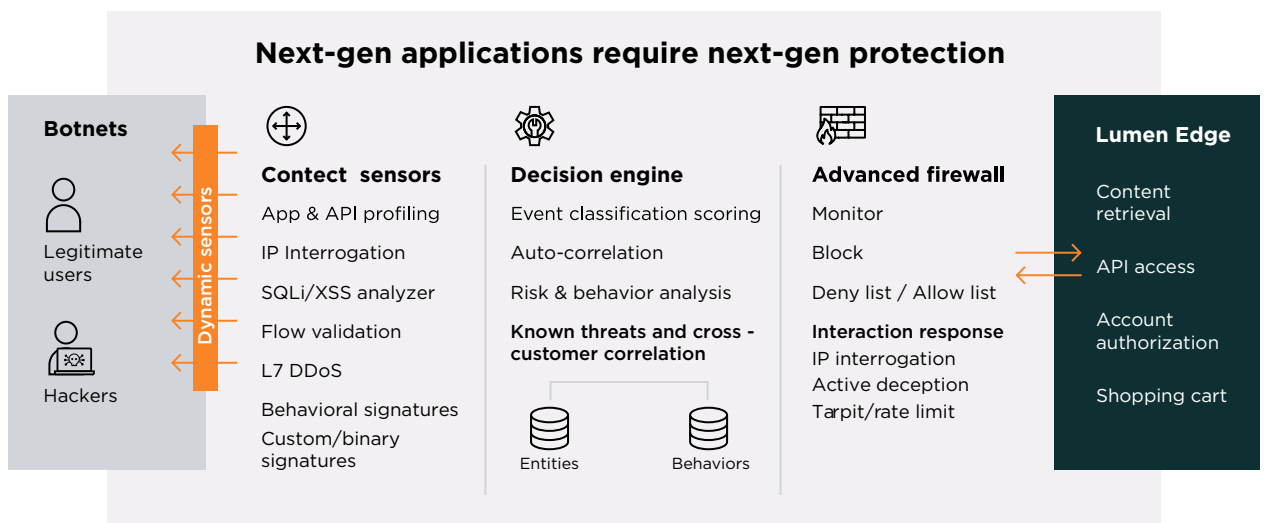 Next-gen applications require next-gen protection
Botnets
Legitimate
users
Hackers
Dynamic sensors
Contect sensors
App & API profiling
IP Interrogation
SQLi/XSS analyzer
Flow validation
L7 DDoS
Behavioral signatures
Custom/binary
signatures
Decision engine
Event classification scoring
Auto-correlation
Risk & behavior analysis
Known threats and cross -
customer correlation
Entities
Behaviors
Advanced firewall
Monitor
Block
Deny list / Allow list
Interaction response
IP interrogation
Active deception
Tarpit/rate limit
Lumen Edge
Content
retrieval
API access
Account
authorization
Shopping cart